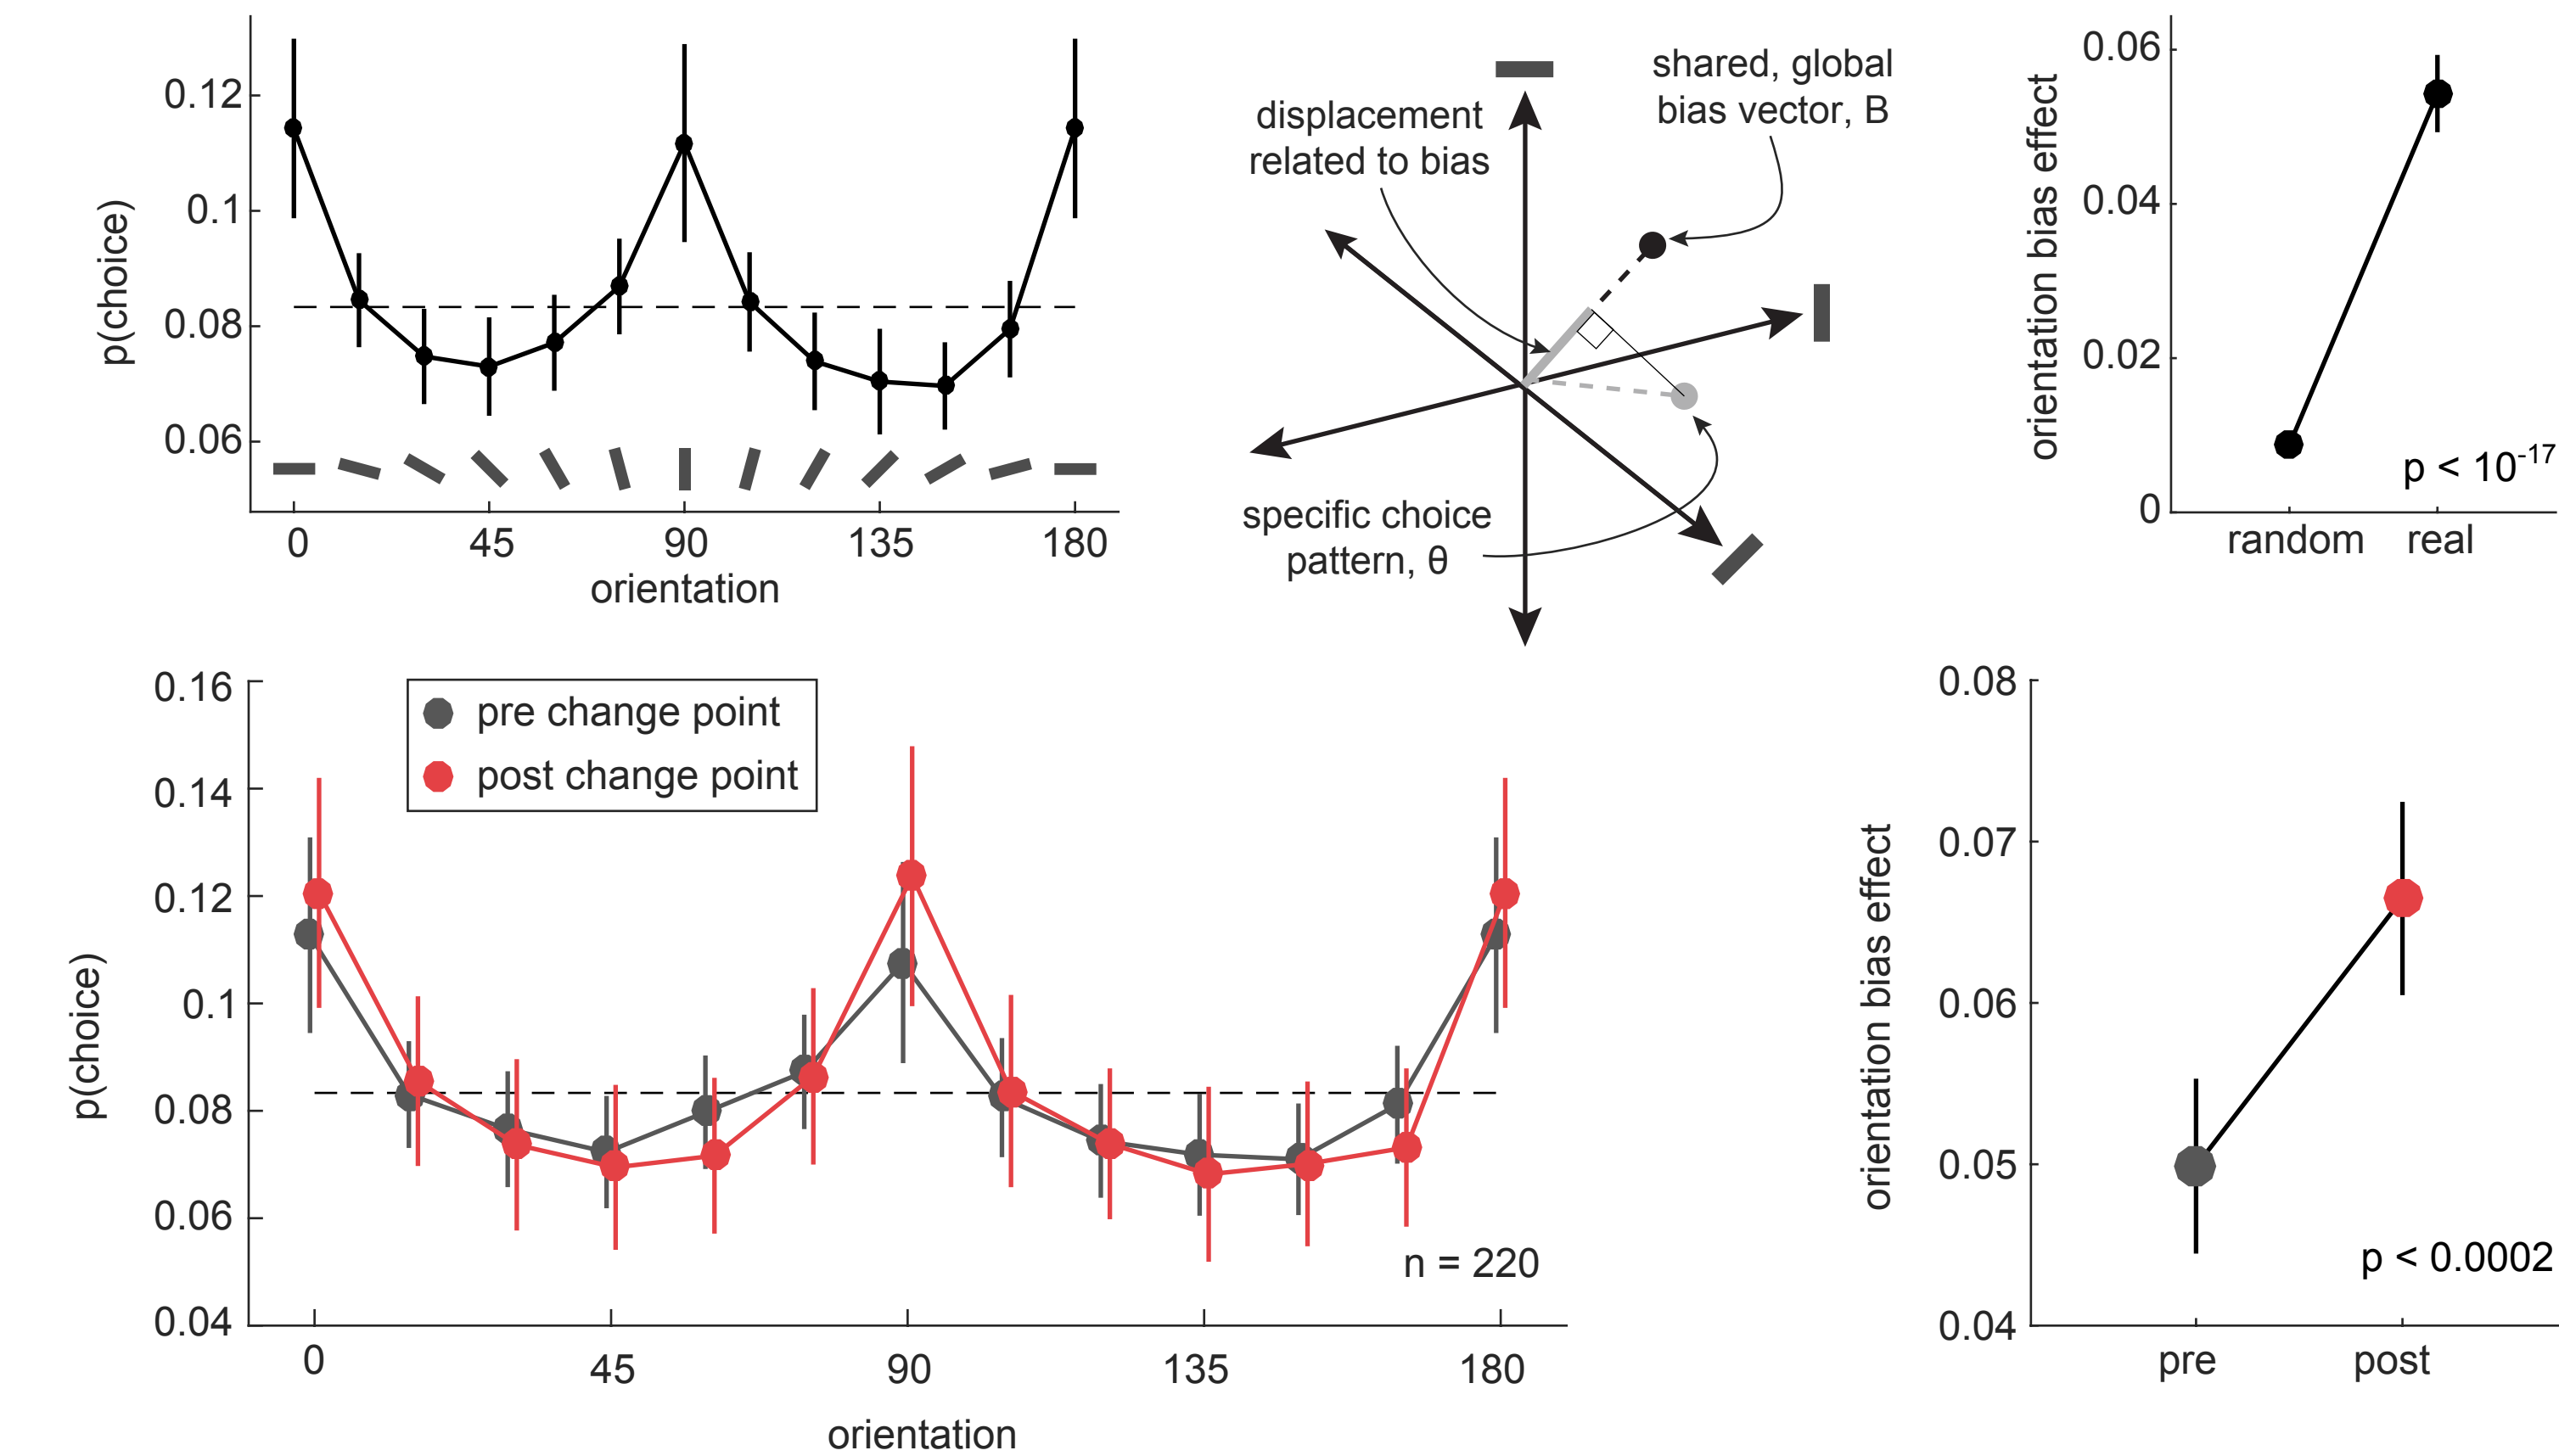 0.12
0.1
0.08
0.06
p(choice)
0 45 90 135 180
orientation
displacement
related to bias
shared, global
bias vector, B
specific choice
pattern, θ
0.06
0.04
0.02
0
orientation bias effect
p < 10-17
random real
0.16
0.14
0.12
0.1
0.08
0.06
0.04
p(choice)
pre change point
post change point
n = 220
0 45 90 135 180
orientation
0.08
0.07
0.06
0.05
0.04
orientation bias effect
p < 0.0002
pre post